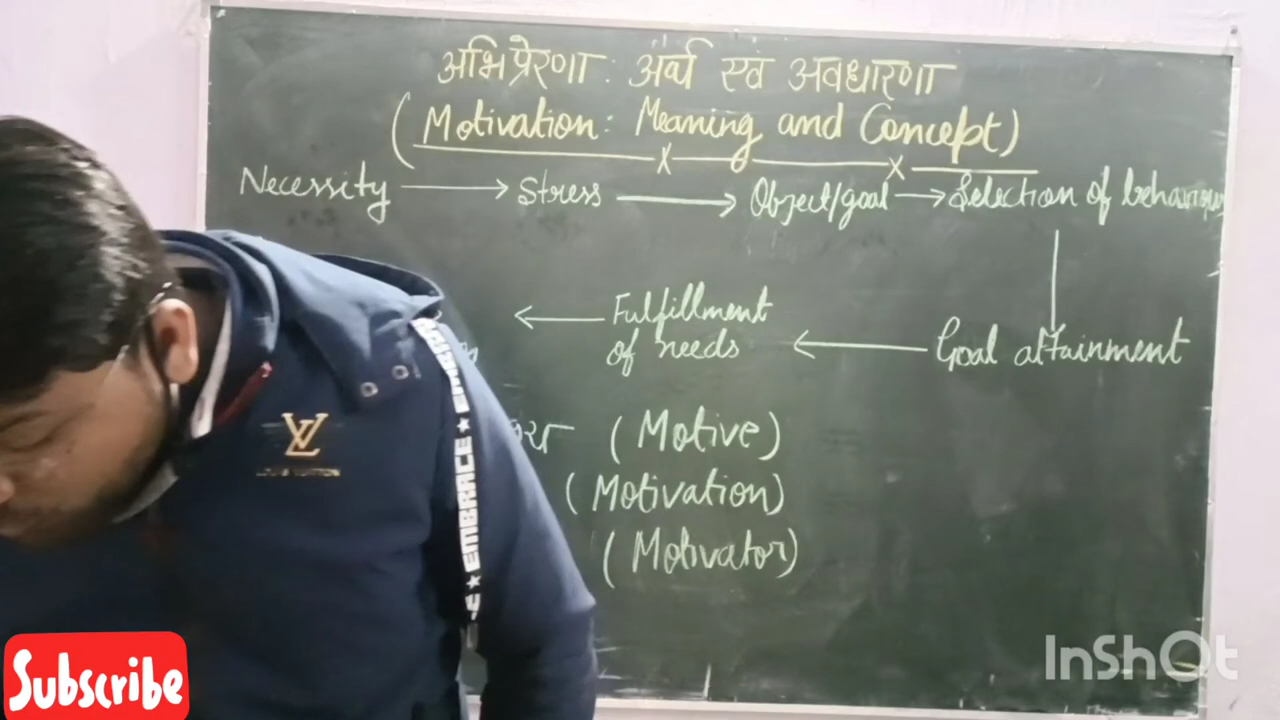 अभिप्रेरणा : अर्थ एवं अवधारणा
(Motivation: Meaning and Concept)
Necessity → Stress → Object/goal → Selection of behaviour
← Fulfillment of needs ← Goal attainment
(Motive)
(Motivation)
(Motivator)
LOUIS VUITTON
EMBRACE ★ EMBRACE ★
Subscribe
InShOt